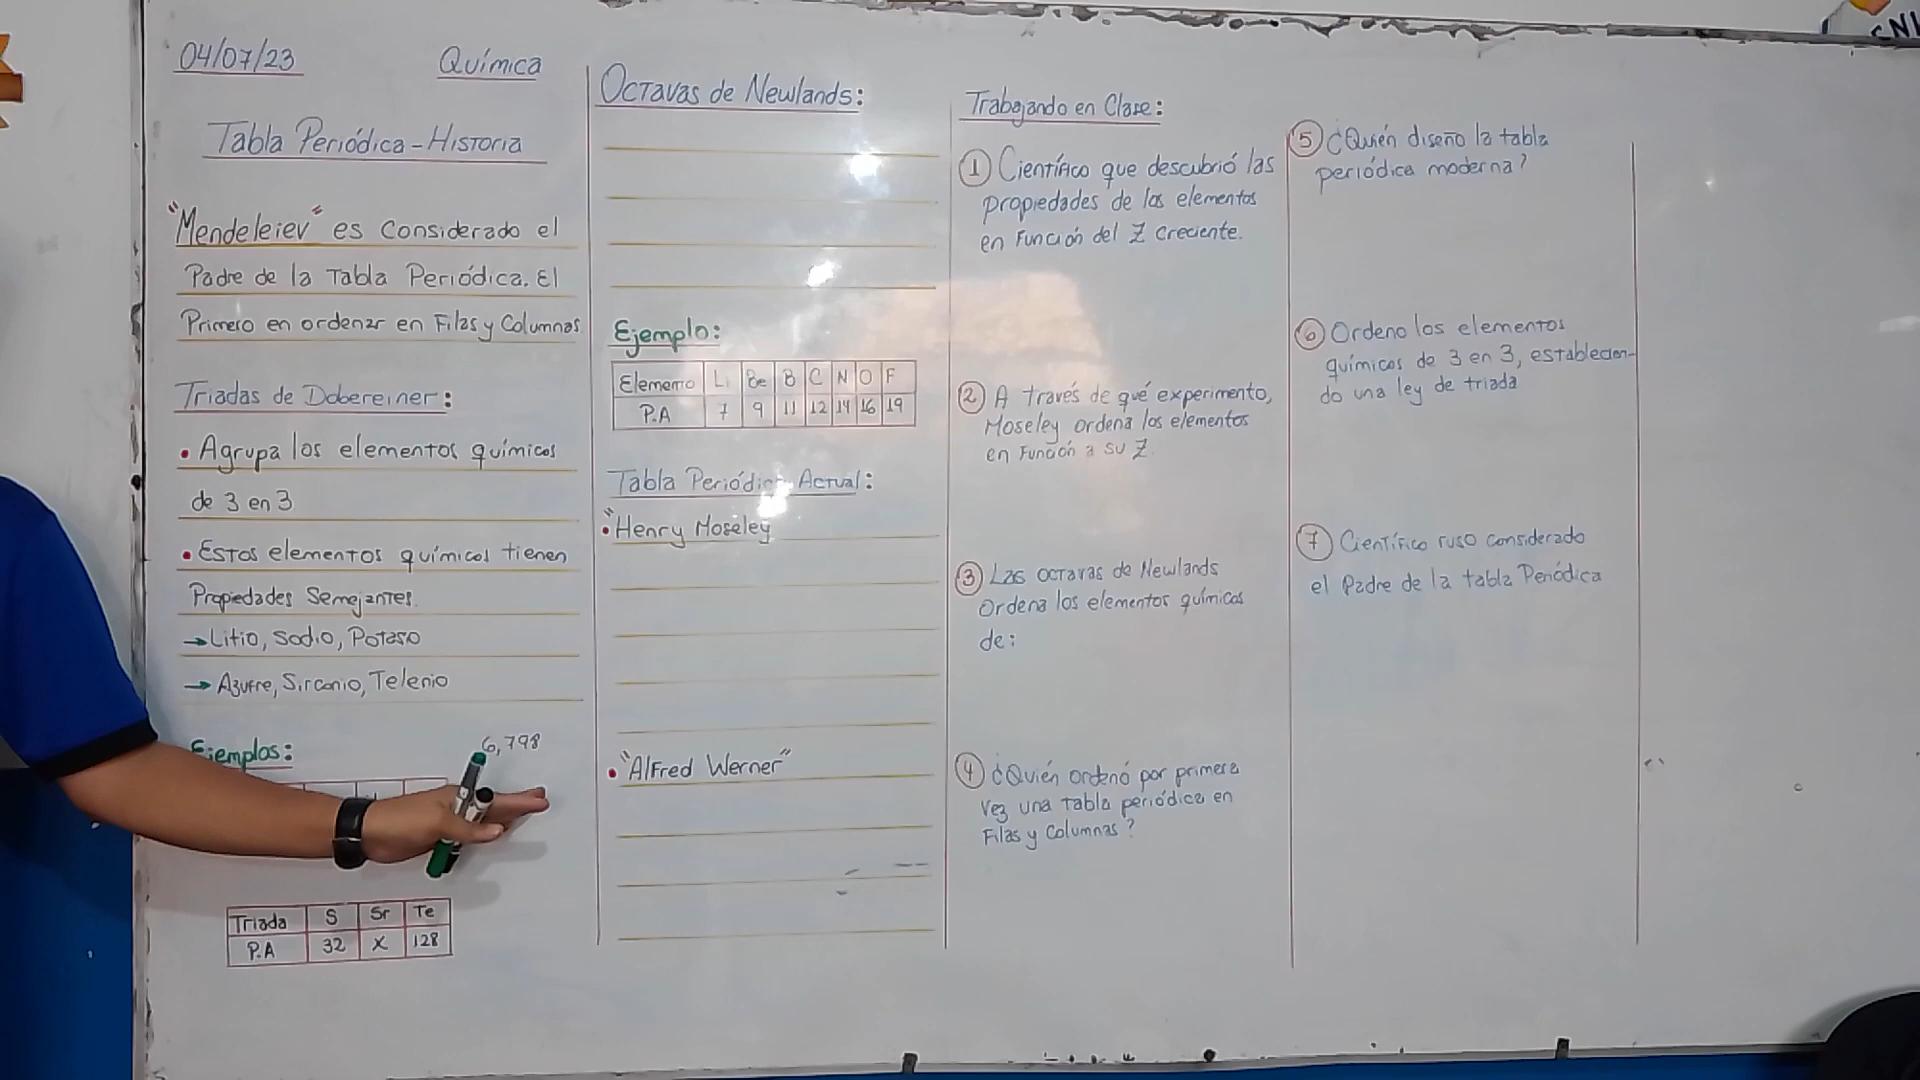 04/07/23
Química
Tabla Periódica - Historia
"Mendeleiev" es Considerado el
Padre de la Tabla Periódica. El
Primero en ordenar en Filas y Columnas
Triadas de Dobereiner:
• Agrupa los elementos químicos
de 3 en 3
• Estos elementos químicos tienen
Propiedades Semejantes.
→ Litio, Sodio, Potaso
→ Azufre, Sirconio, Telenio
Ejemplos:
6,798
Triada S Sr Te
P.A 32 X 128
Octavas de Newlands:
Ejemplo:
Elemento Li Be B C N O F
P.A 7 9 11 12 14 16 19
Tabla Periódica Actual:
• "Henry Moseley
• "Alfred Werner"
Trabajando en Clase:
① Científico que descubrió las
propiedades de los elementos
en Función del Z creciente.
② A través de qué experimento,
Moseley ordena los elementos
en Función a su Z.
③ Las octavas de Newlands
Ordena los elementos químicos
de:
④ ¿Quién ordenó por primera
vez una tabla periódica en
Filas y Columnas?
⑤ ¿Quién diseño la tabla
periódica moderna?
⑥ Ordeno los elementos
químicos de 3 en 3, establecien-
do una ley de triada
⑦ Científico ruso considerado
el Padre de la tabla Periódica